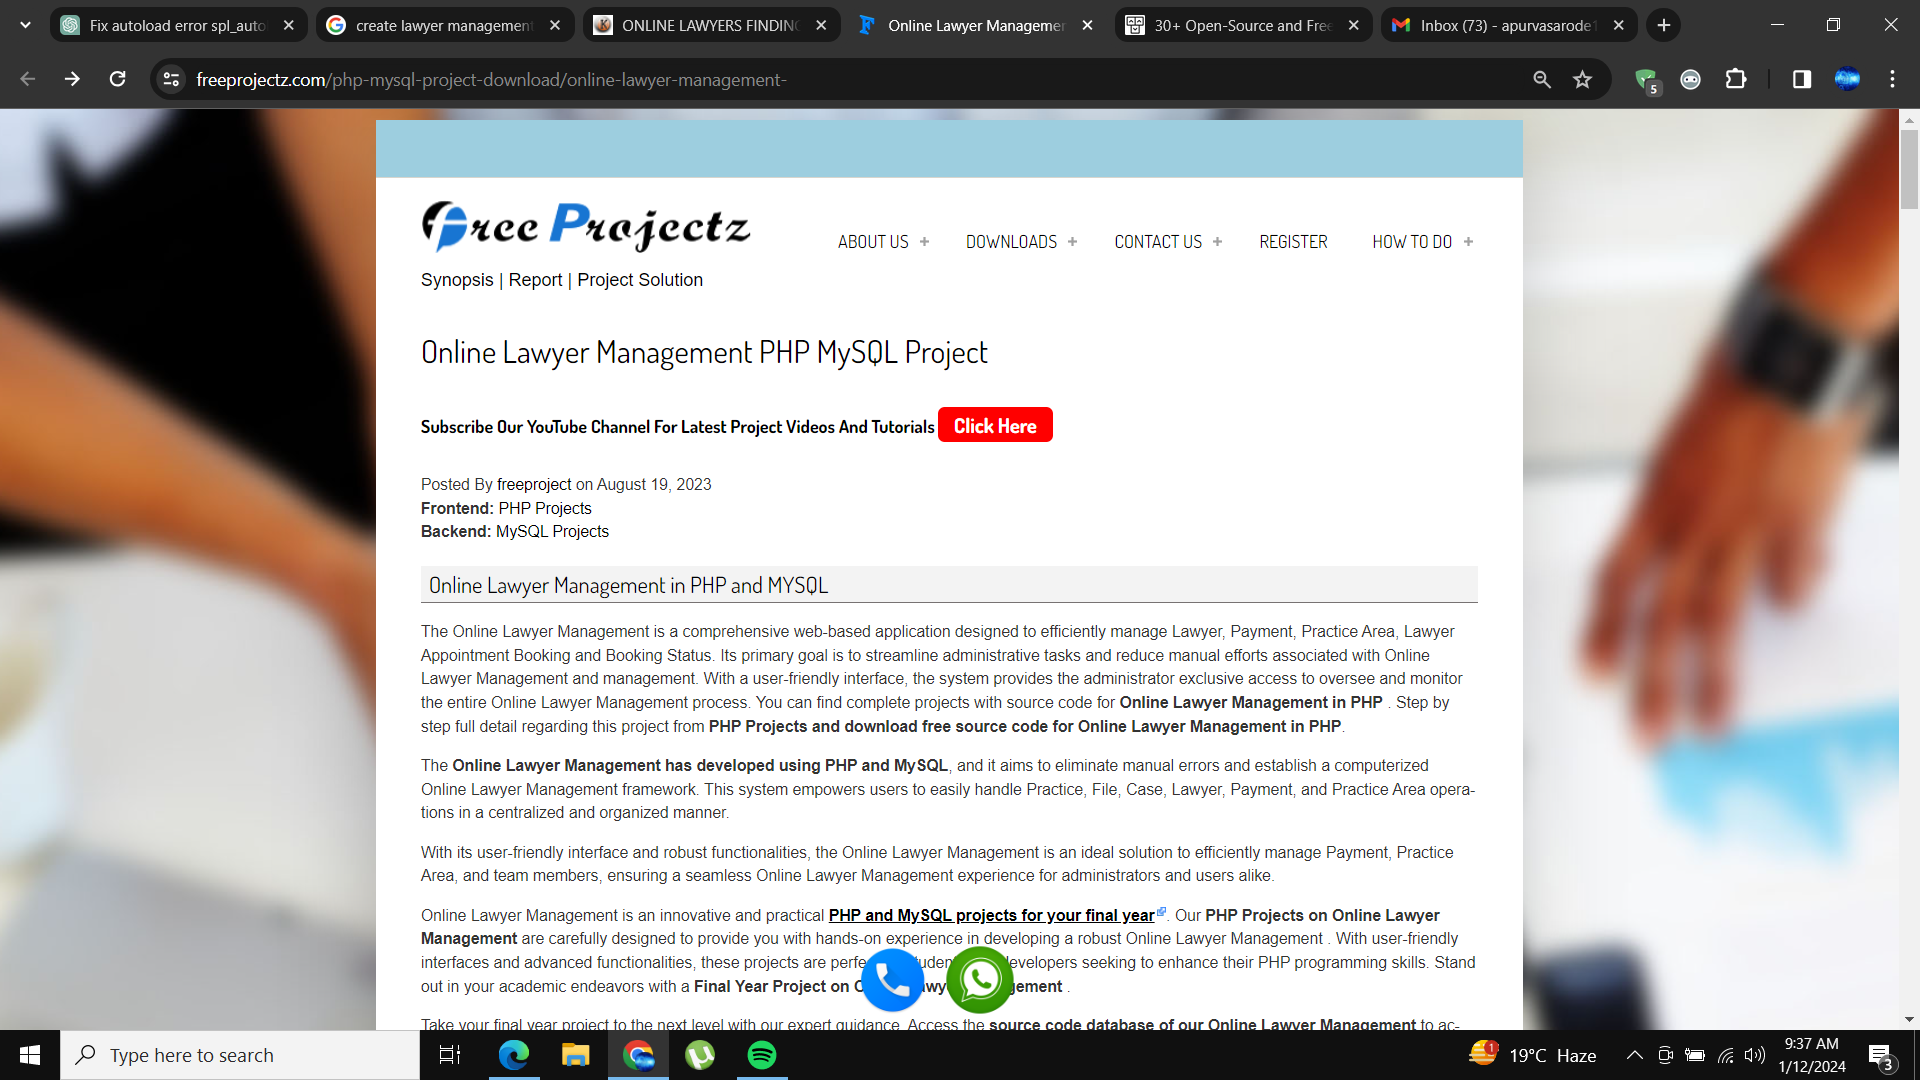 Fix autoload error spl_auto
create lawyer management
ONLINE LAWYERS FINDING
Online Lawyer Managemer
30+ Open-Source and Free
Inbox (73) - apurvasarode1
freeprojectz.com/php-mysql-project-download/online-lawyer-management-
5
Free Projectz
Synopsis | Report | Project Solution
ABOUT US + DOWNLOADS + CONTACT US + REGISTER HOW TO DO +
Online Lawyer Management PHP MySQL Project
Subscribe Our YouTube Channel For Latest Project Videos And Tutorials Click Here
Posted By freeproject on August 19, 2023
Frontend: PHP Projects
Backend: MySQL Projects
Online Lawyer Management in PHP and MYSQL
The Online Lawyer Management is a comprehensive web-based application designed to efficiently manage Lawyer, Payment, Practice Area, Lawyer
Appointment Booking and Booking Status. Its primary goal is to streamline administrative tasks and reduce manual efforts associated with Online
Lawyer Management and management. With a user-friendly interface, the system provides the administrator exclusive access to oversee and monitor
the entire Online Lawyer Management process. You can find complete projects with source code for Online Lawyer Management in PHP . Step by
step full detail regarding this project from PHP Projects and download free source code for Online Lawyer Management in PHP.
The Online Lawyer Management has developed using PHP and MySQL, and it aims to eliminate manual errors and establish a computerized
Online Lawyer Management framework. This system empowers users to easily handle Practice, File, Case, Lawyer, Payment, and Practice Area opera-
tions in a centralized and organized manner.
With its user-friendly interface and robust functionalities, the Online Lawyer Management is an ideal solution to efficiently manage Payment, Practice
Area, and team members, ensuring a seamless Online Lawyer Management experience for administrators and users alike.
Online Lawyer Management is an innovative and practical PHP and MySQL projects for your final year. Our PHP Projects on Online Lawyer
Management are carefully designed to provide you with hands-on experience in developing a robust Online Lawyer Management . With user-friendly
interfaces and advanced functionalities, these projects are developers seeking to enhance their PHP programming skills. Stand
out in your academic endeavors with a Final Year Project on .
Take your final year project to the next level with our expert guidance. Access the source code database of our Online Lawyer Management to ac-
Type here to search
1
19°C Haze
9:37 AM
1/12/2024
3